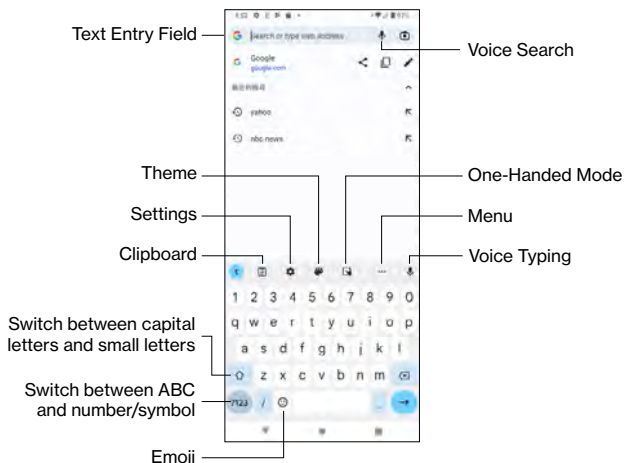 Text Entry Field
Search or type web address
Voice Search
Google
google.com
yahoo
nbc news
Theme
One-Handed Mode
Settings
Menu
Clipboard
Voice Typing
1 2 3 4 5 6 7 8 9 0
q w e r t y u i o p
a s d f g h j k l
Switch between capital
letters and small letters
z x c v b n m
Switch between ABC
and number/symbol
?123 / .
Emoji